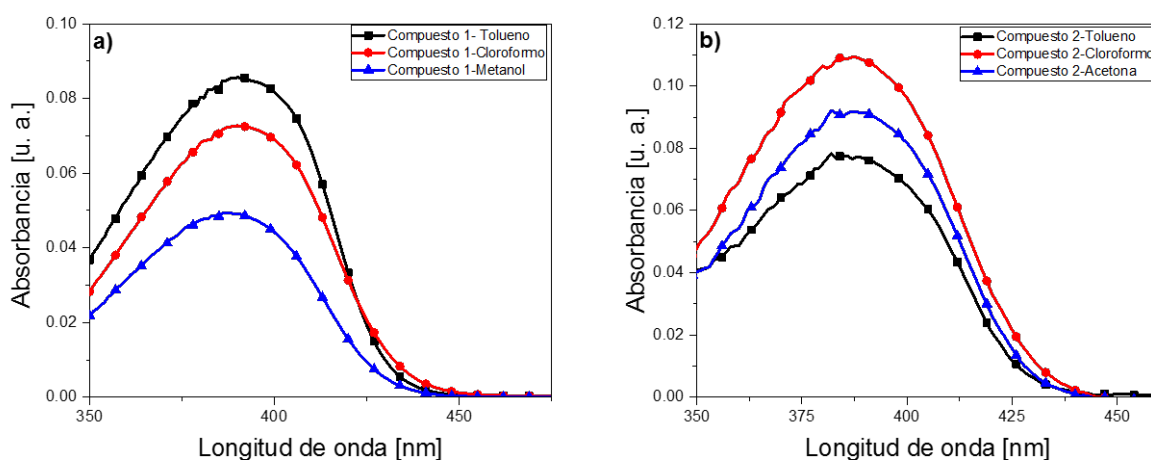 a)
Compuesto 1- Tolueno
Compuesto 1-Cloroformo
Compuesto 1-Metanol
Absorbancia [u. a.]
0.10
0.08
0.06
0.04
0.02
0.00
350
400
450
Longitud de onda [nm]
b)
Compuesto 2-Tolueno
Compuesto 2-Cloroformo
Compuesto 2-Acetona
Absorbancia [u. a.]
0.12
0.10
0.08
0.06
0.04
0.02
0.00
350
375
400
425
450
Longitud de onda [nm]